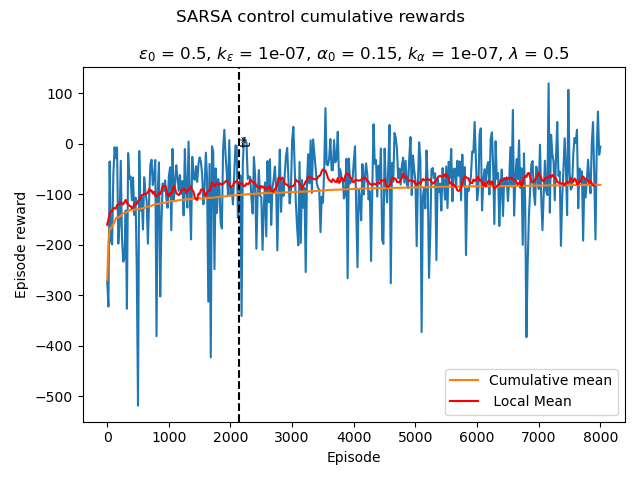 SARSA control cumulative rewards
ε₀ = 0.5, kε = 1e-07, α₀ = 0.15, kα = 1e-07, λ = 0.5
Episode reward
100
0
−100
−200
−300
−400
−500
Cumulative mean
Local Mean
0 1000 2000 3000 4000 5000 6000 7000 8000
Episode